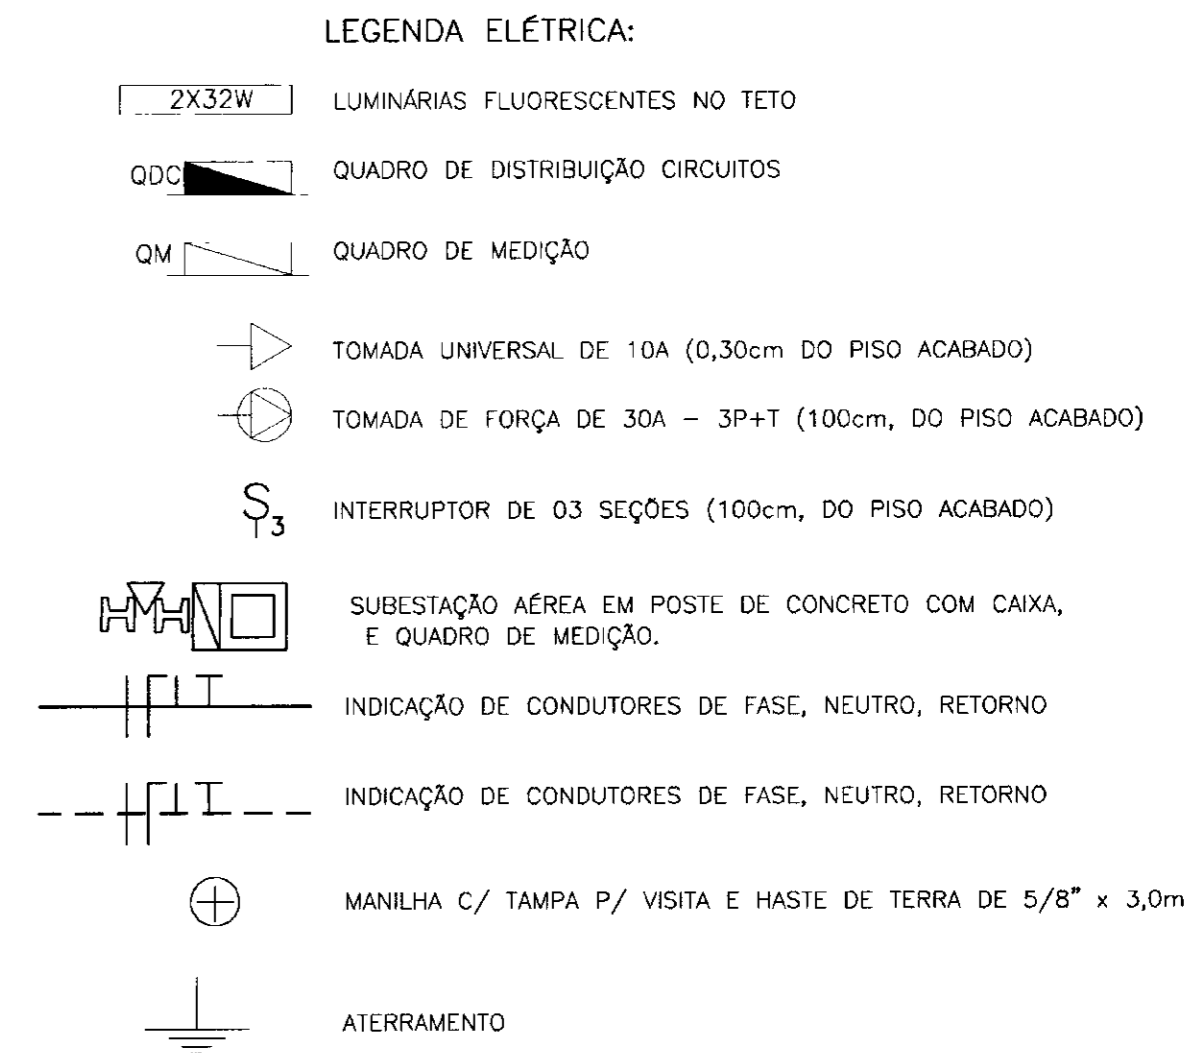 LEGENDA ELÉTRICA:
2X32W LUMINÁRIAS FLUORESCENTES NO TETO
QDC QUADRO DE DISTRIBUIÇÃO CIRCUITOS
QM QUADRO DE MEDIÇÃO
TOMADA UNIVERSAL DE 10A (0,30cm DO PISO ACABADO)
TOMADA DE FORÇA DE 30A – 3P+T (100cm, DO PISO ACABADO)
S3 INTERRUPTOR DE 03 SEÇÕES (100cm, DO PISO ACABADO)
SUBESTAÇÃO AÉREA EM POSTE DE CONCRETO COM CAIXA,
E QUADRO DE MEDIÇÃO.
INDICAÇÃO DE CONDUTORES DE FASE, NEUTRO, RETORNO
INDICAÇÃO DE CONDUTORES DE FASE, NEUTRO, RETORNO
MANILHA C/ TAMPA P/ VISITA E HASTE DE TERRA DE 5/8" x 3,0m
ATERRAMENTO